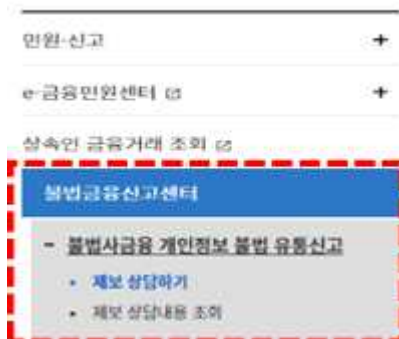 민원·신고 +
e-금융민원센터
+
상속인 금융거래 조회
불법금융신고센터
- 불법사금융 개인정보 불법 유통신고
• 제보 상담하기
• 제보 상담내용 조회